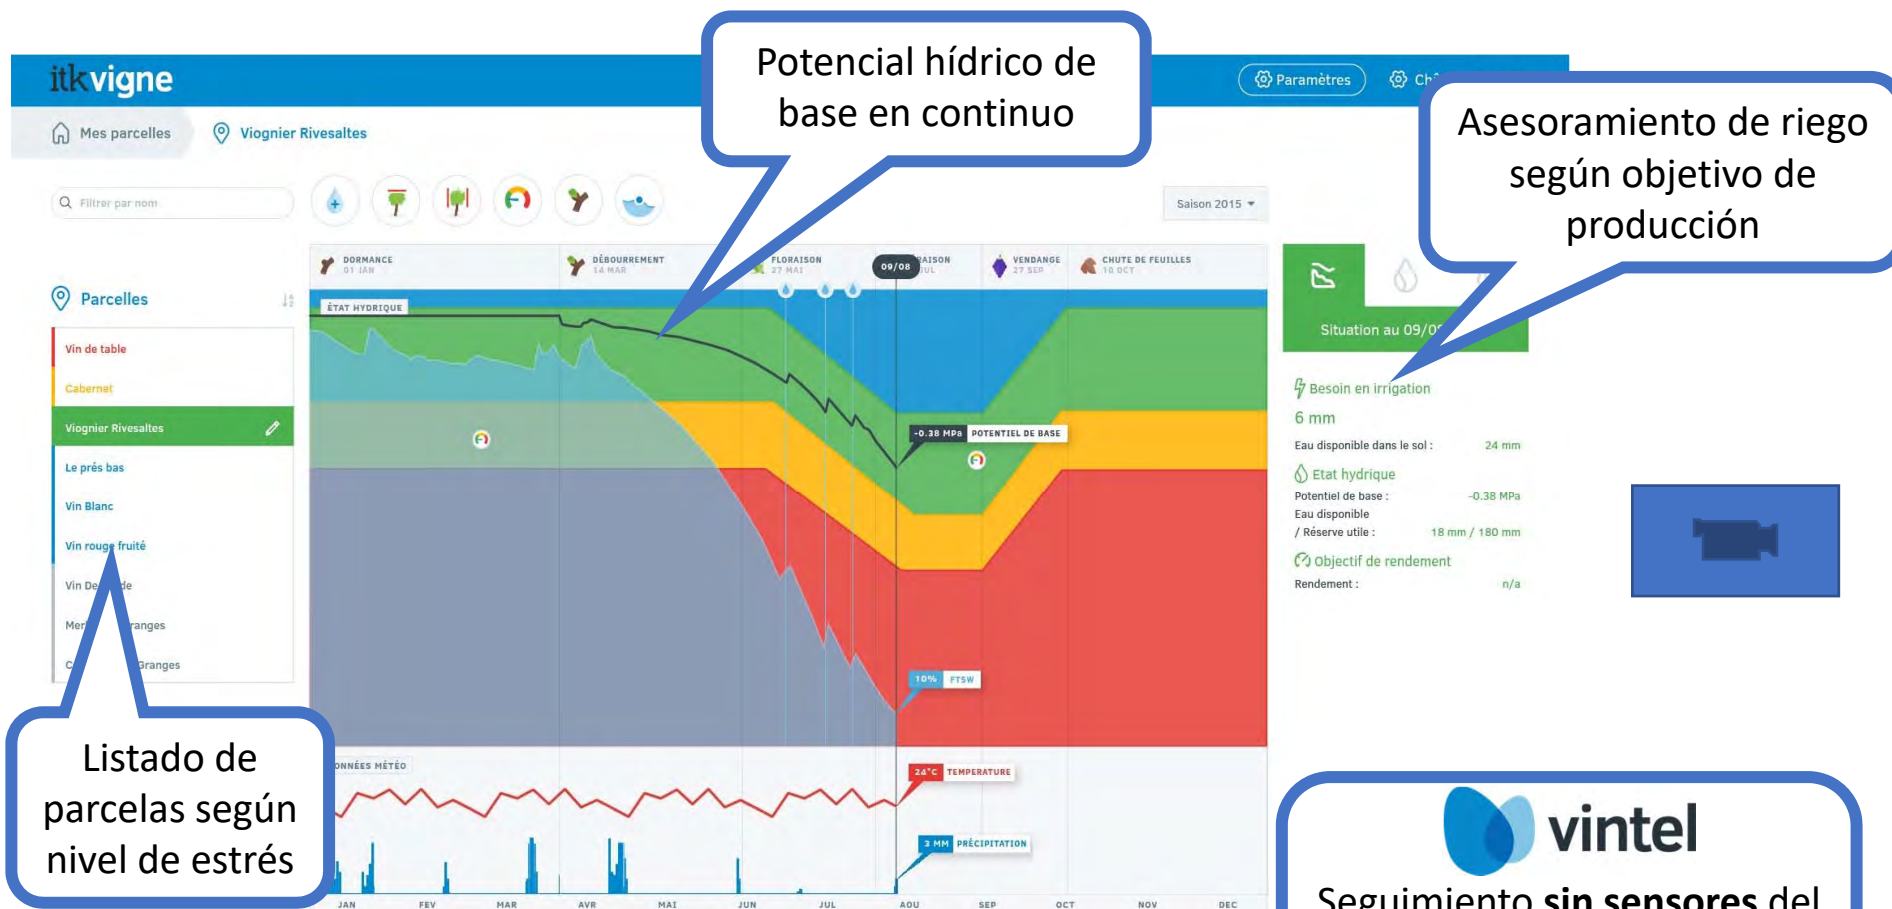 itkvigne
Potencial hídrico de
base en continuo
Paramètres
Asesoramiento de riego
según objetivo de
producción
Mes parcelles
Viognier Rivesaltes
Filtrer par nom
Saison 2015
DORMANCE
01 JAN
DÉBOURREMENT
14 MAR
FLORAISON
27 MAI
09/08
VENDANGE
27 SEP
CHUTE DE FEUILLES
10 OCT
Parcelles
ÉTAT HYDRIQUE
Vin de table
Cabernet
Viognier Rivesaltes
Le prés bas
Vin Blanc
Vin rouge fruité
-0.38 MPa POTENTIEL DE BASE
10% FTSW
Situation au
Besoin en irrigation
6 mm
Eau disponible dans le sol : 24 mm
Etat hydrique
Potentiel de base : -0.38 MPa
Eau disponible
/ Réserve utile : 18 mm / 180 mm
Objectif de rendement
Rendement : n/a
Listado de
parcelas según
nivel de estrés
MÉTÉO
24°C TEMPERATURE
3 MM PRÉCIPITATION
JAN FEV MAR AVR MAI JUN JUL AOU SEP OCT NOV DEC
vintel
Seguimiento sin sensores del